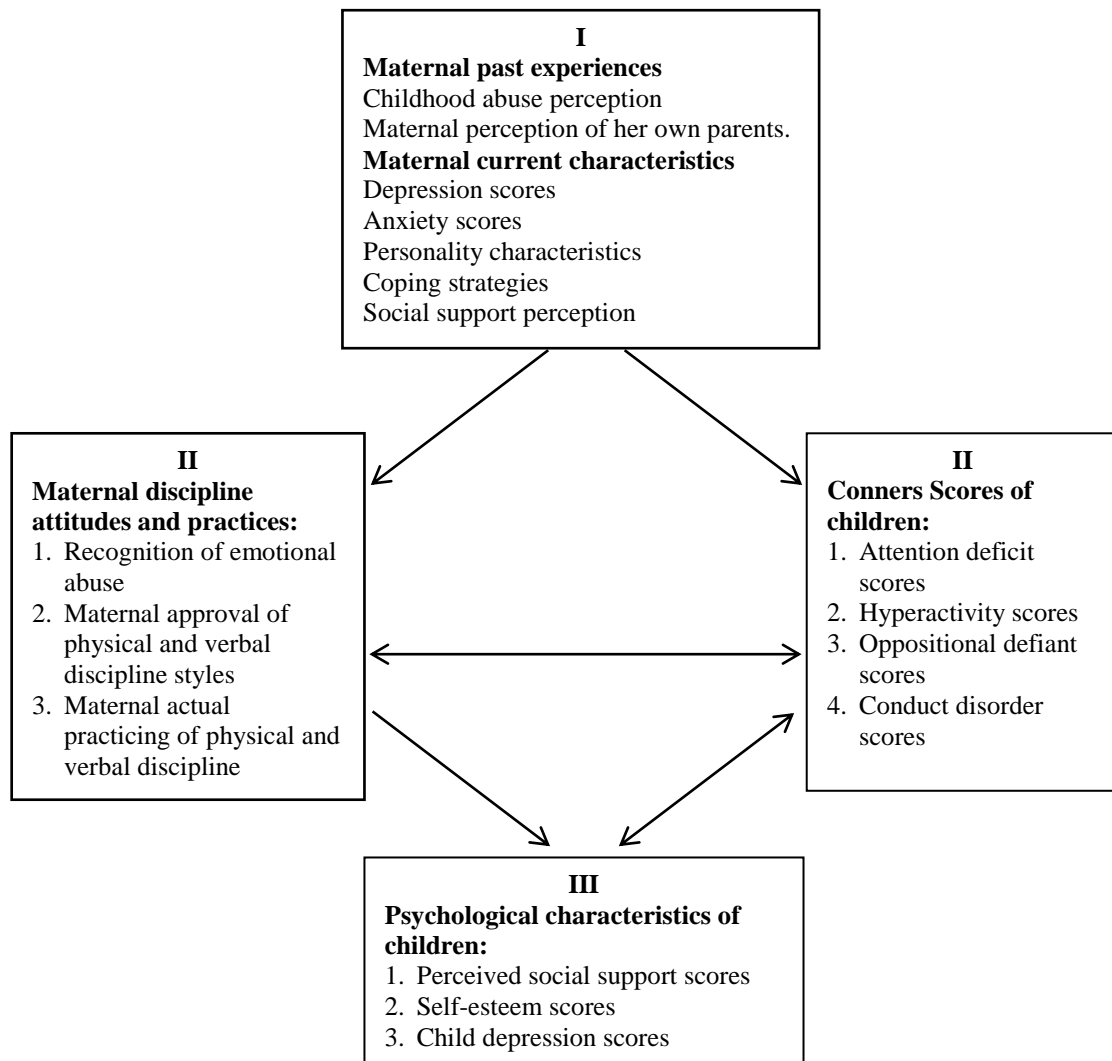 I
Maternal past experiences
Childhood abuse perception
Maternal perception of her own parents.
Maternal current characteristics
Depression scores
Anxiety scores
Personality characteristics
Coping strategies
Social support perception
II
Maternal discipline
attitudes and practices:
1. Recognition of emotional
abuse
2. Maternal approval of
physical and verbal
discipline styles
3. Maternal actual
practicing of physical and
verbal discipline
II
Conners Scores of
children:
1. Attention deficit
scores
2. Hyperactivity scores
3. Oppositional defiant
scores
4. Conduct disorder
scores
III
Psychological characteristics of
children:
1. Perceived social support scores
2. Self-esteem scores
3. Child depression scores